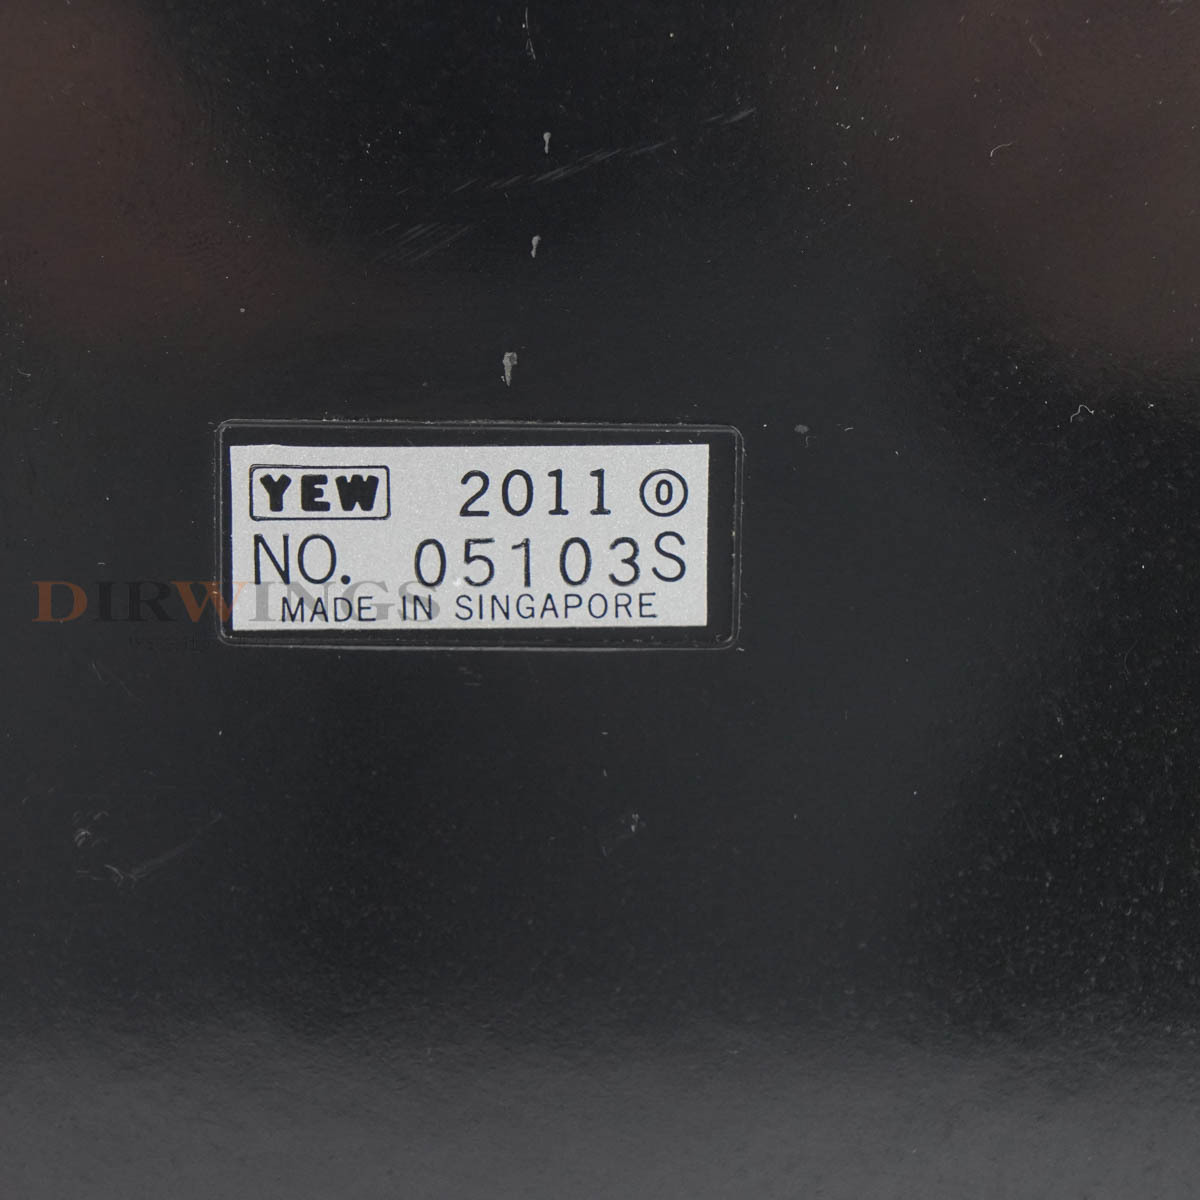 YEW 2011 ⓪
NO. 05103S
MADE IN SINGAPORE
DIRWINGS